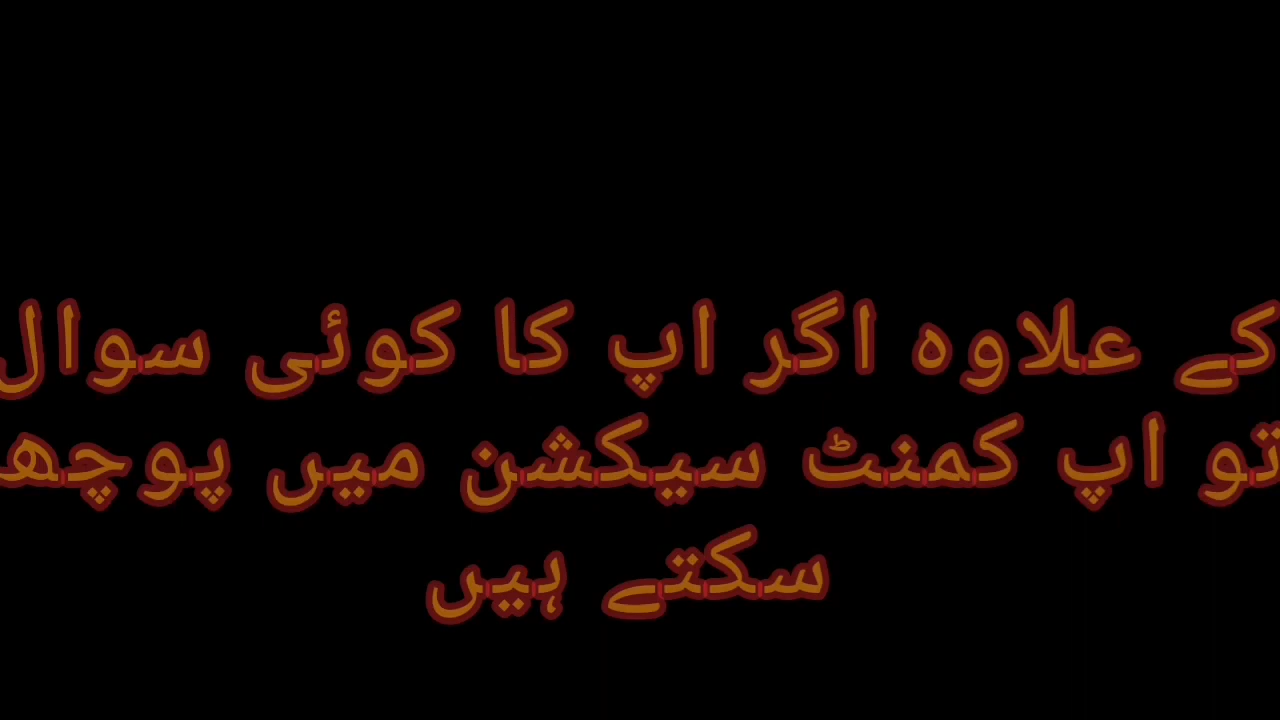 کے علاوہ اگر اپ کا کوئی سوال
تو اپ کمنٹ سیکشن میں پوچھ
سکتے ہیں